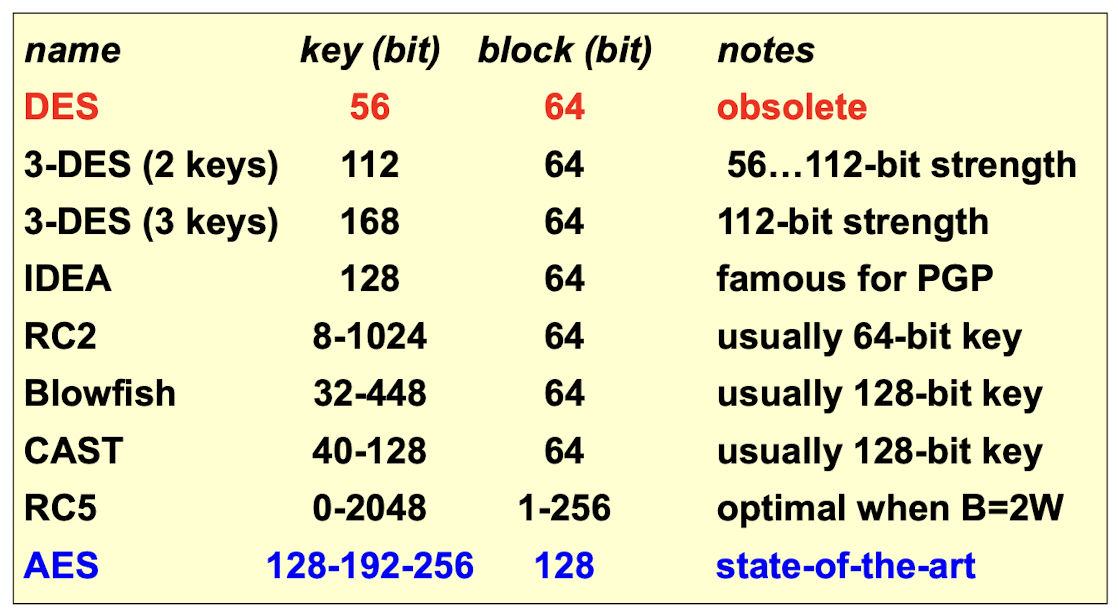 name key (bit) block (bit) notes
DES 56 64 obsolete
3-DES (2 keys) 112 64 56…112-bit strength
3-DES (3 keys) 168 64 112-bit strength
IDEA 128 64 famous for PGP
RC2 8-1024 64 usually 64-bit key
Blowfish 32-448 64 usually 128-bit key
CAST 40-128 64 usually 128-bit key
RC5 0-2048 1-256 optimal when B=2W
AES 128-192-256 128 state-of-the-art